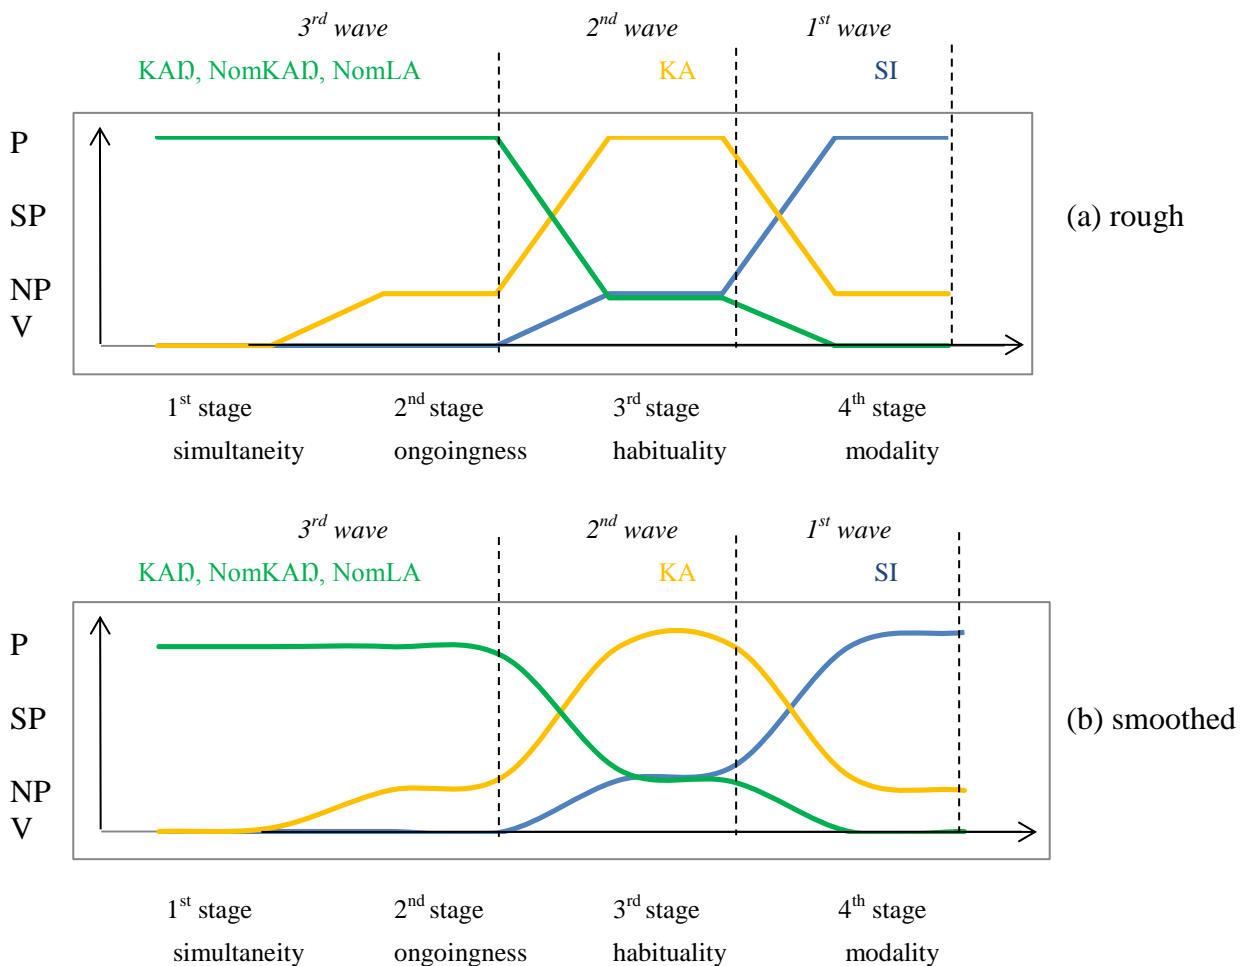 3rd wave 2nd wave 1st wave
KAŊ, NomKAŊ, NomLA KA SI
P
SP
(a) rough
NP
V
1st stage 2nd stage 3rd stage 4th stage
simultaneity ongoingness habituality modality
3rd wave 2nd wave 1st wave
KAŊ, NomKAŊ, NomLA KA SI
P
SP
(b) smoothed
NP
V
1st stage 2nd stage 3rd stage 4th stage
simultaneity ongoingness habituality modality